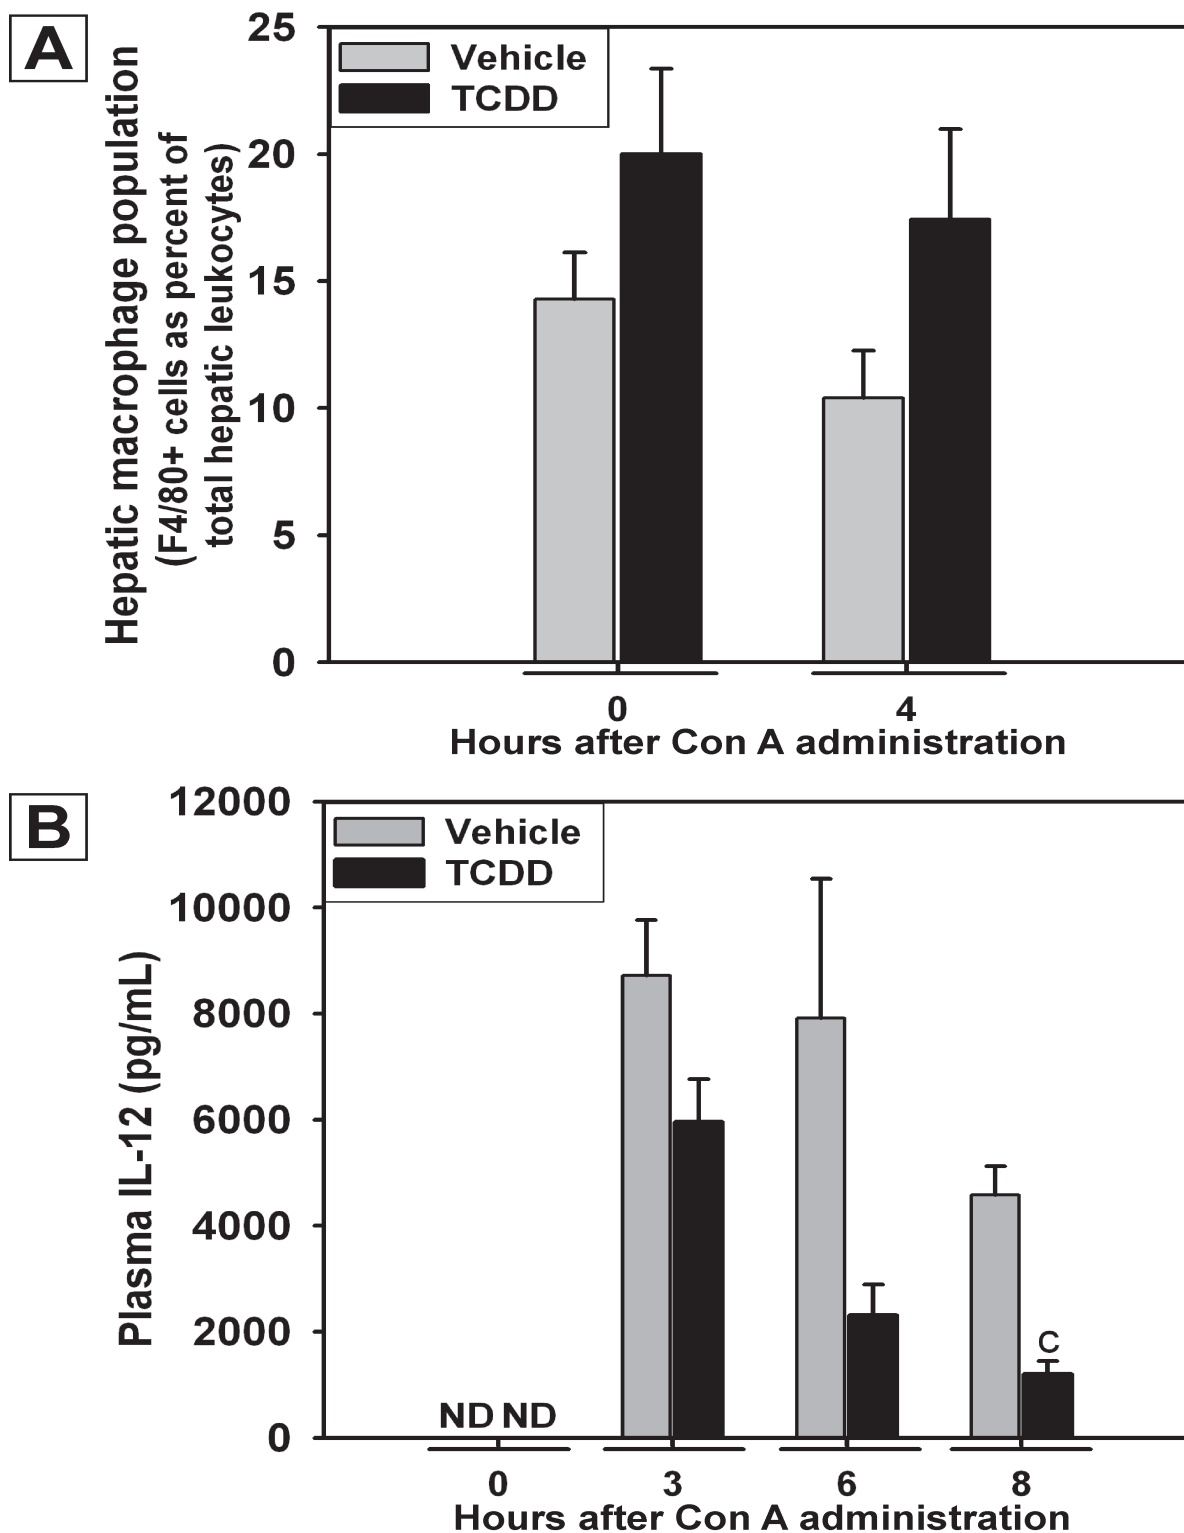 A
Hepatic macrophage population
(F4/80+ cells as percent of
total hepatic leukocytes)
25
20
15
10
5
0
Vehicle
TCDD
0 4
Hours after Con A administration
B
Plasma IL-12 (pg/mL)
12000
10000
8000
6000
4000
2000
0
Vehicle
TCDD
ND ND
C
0 3 6 8
Hours after Con A administration